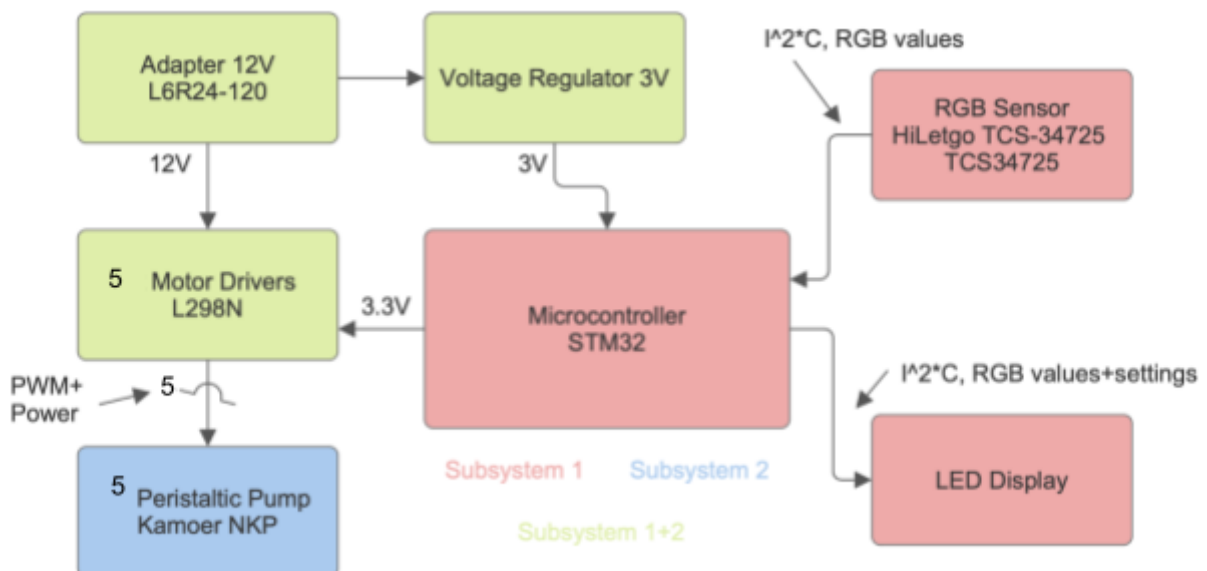 Adapter 12V
L6R24-120
Voltage Regulator 3V
I^2*C, RGB values
RGB Sensor
HiLetgo TCS-34725
TCS34725
12V
3V
5 Motor Drivers
L298N
3.3V
Microcontroller
STM32
PWM+
Power
5
I^2*C, RGB values+settings
5 Peristaltic Pump
Kamoer NKP
LED Display
Subsystem 1
Subsystem 2
Subsystem 1+2